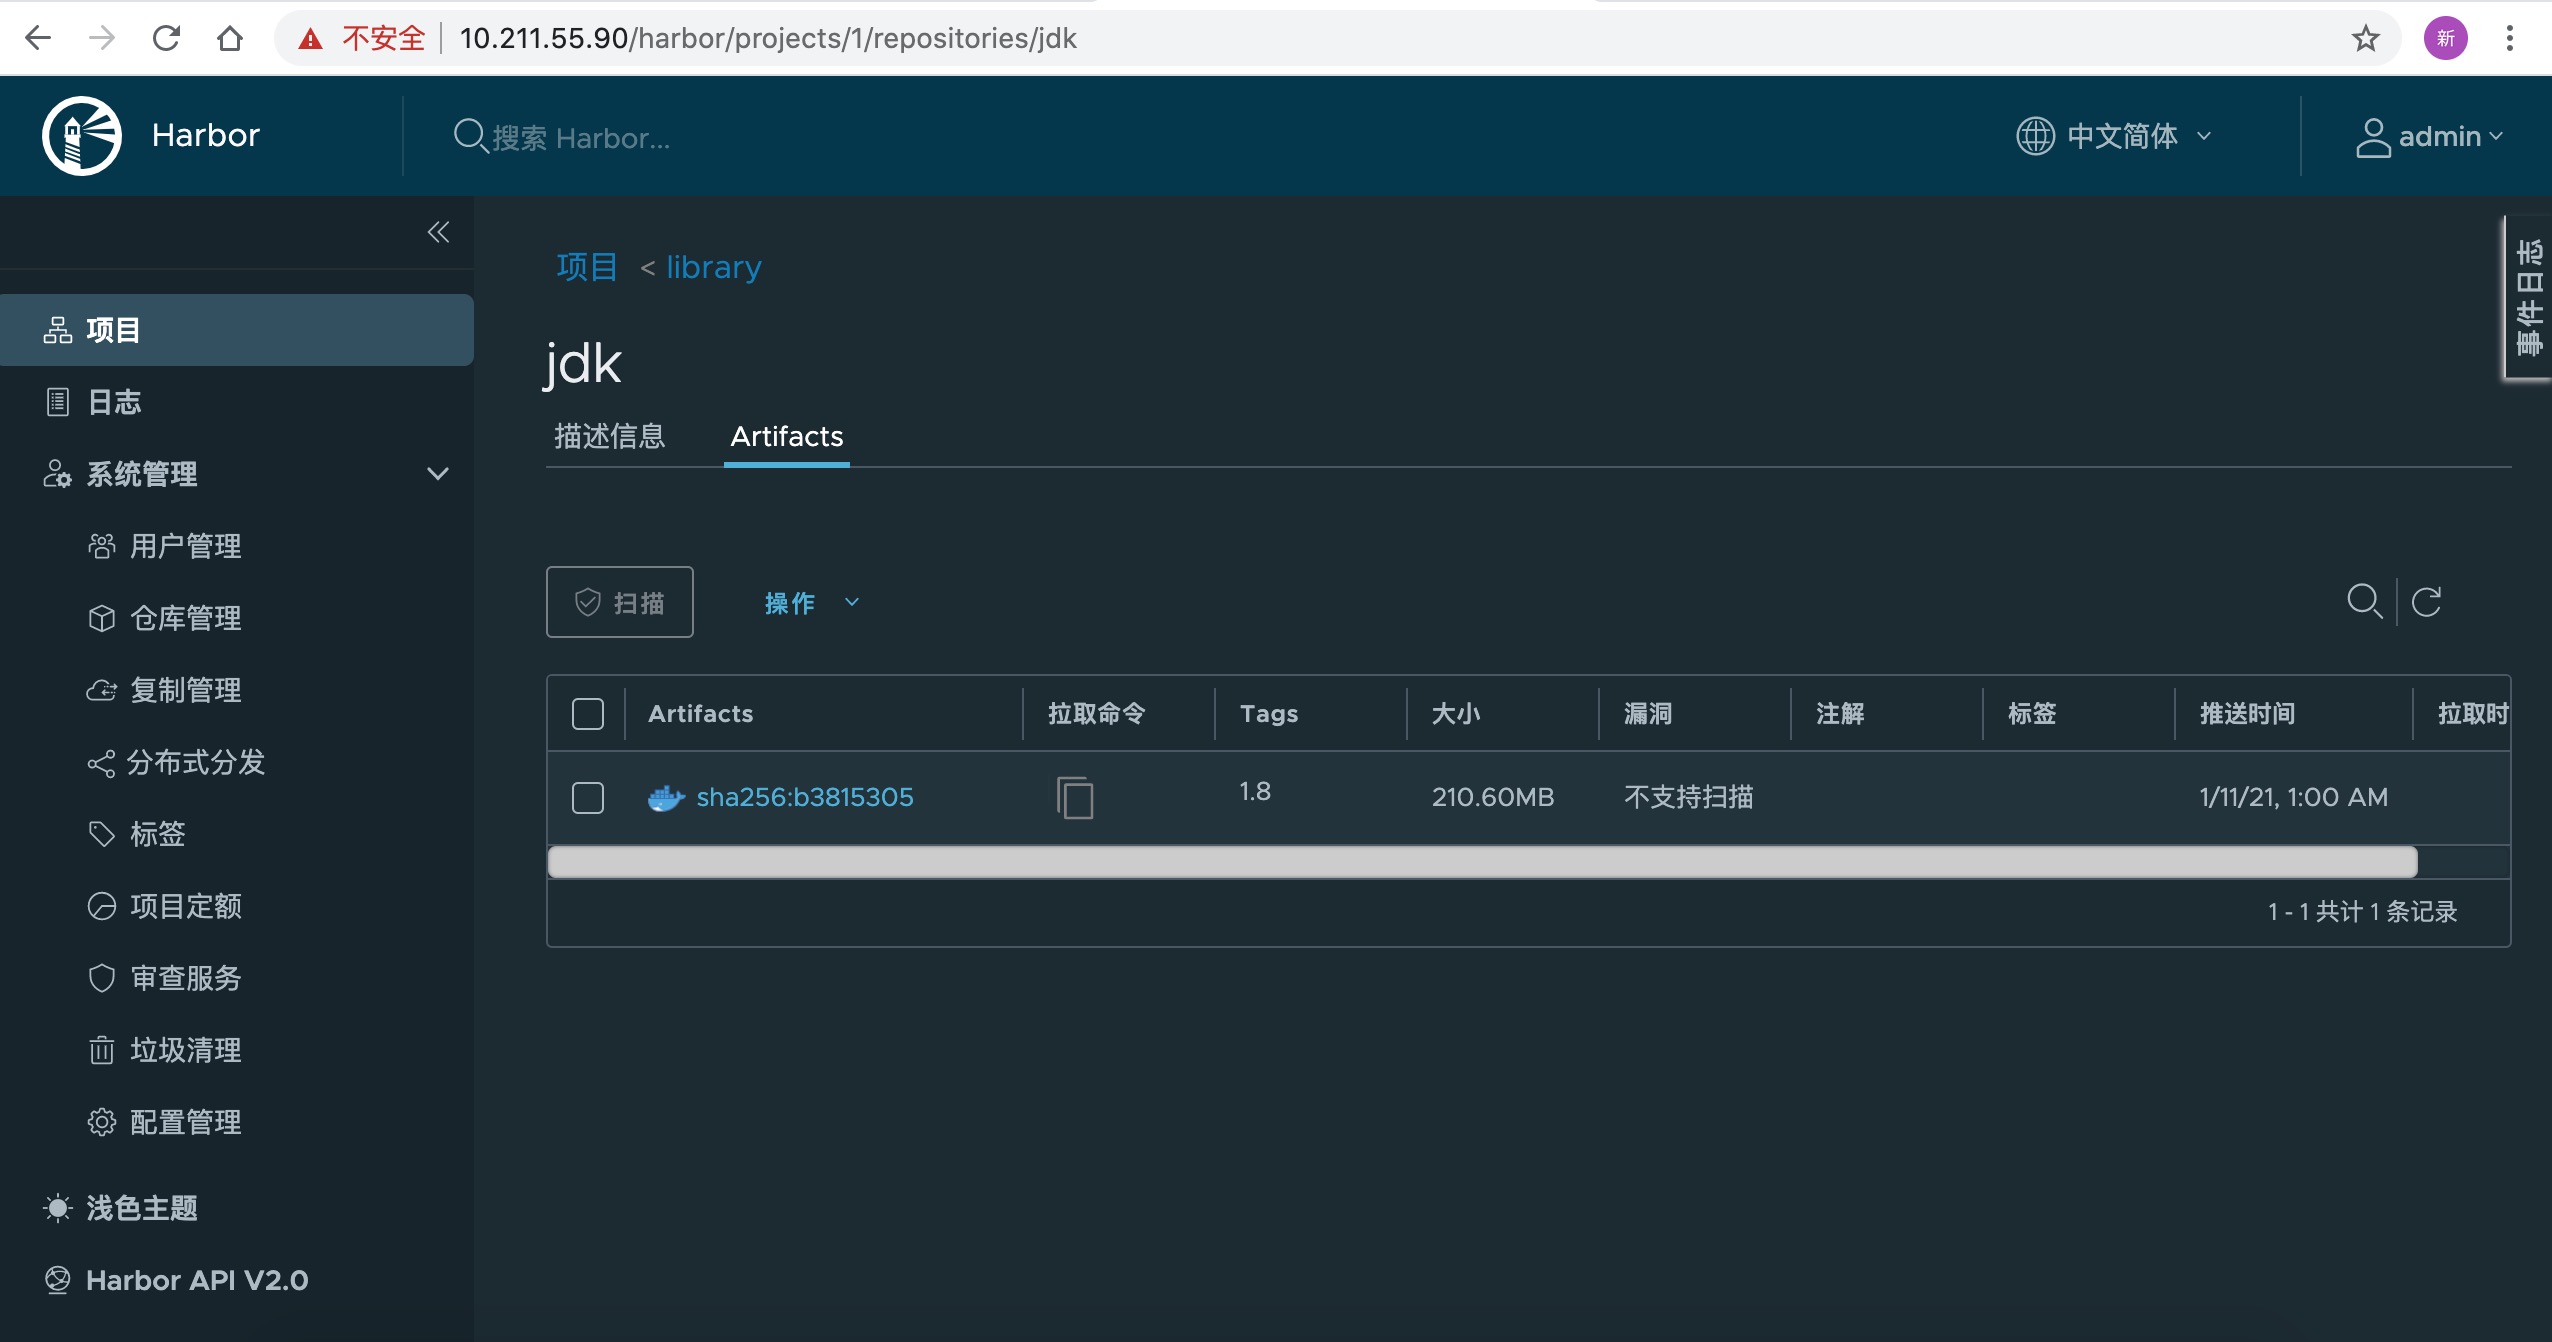 不安全 10.211.55.90/harbor/projects/1/repositories/jdk 新
Harbor 搜索 Harbor... 中文简体 admin
项目 < library
事件日志
项目
jdk
日志
描述信息 Artifacts
系统管理
用户管理
扫描 操作
仓库管理
复制管理
Artifacts 拉取命令 Tags 大小 漏洞 注解 标签 推送时间 拉取时
分布式分发
sha256:b3815305 1.8 210.60MB 不支持扫描 1/11/21, 1:00 AM
标签
项目定额
1 - 1 共计 1 条记录
审查服务
垃圾清理
配置管理
浅色主题
Harbor API V2.0